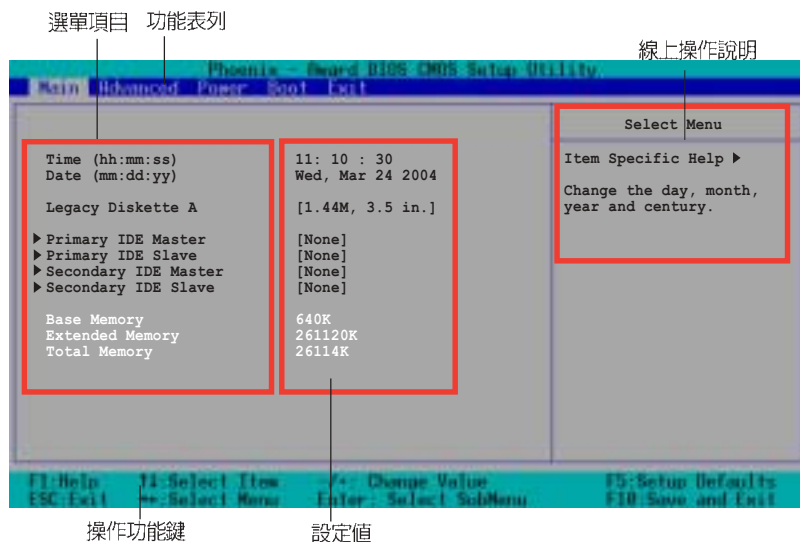 選單項目 功能表列
線上操作說明
Phoenix - Award BIOS CMOS Setup Utility
Main Advanced Power Boot Exit
Select Menu
Time (hh:mm:ss) 11: 10 : 30
Date (mm:dd:yy) Wed, Mar 24 2004
Legacy Diskette A [1.44M, 3.5 in.]
Primary IDE Master [None]
Primary IDE Slave [None]
Secondary IDE Master [None]
Secondary IDE Slave [None]
Base Memory 640K
Extended Memory 261120K
Total Memory 26114K
Item Specific Help
Change the day, month,
year and century.
F1:Help ↑↓:Select Item -/+: Change Value F5:Setup Defaults
ESC:Exit ←→:Select Menu Enter: Select SubMenu F10:Save and Exit
操作功能鍵 設定值